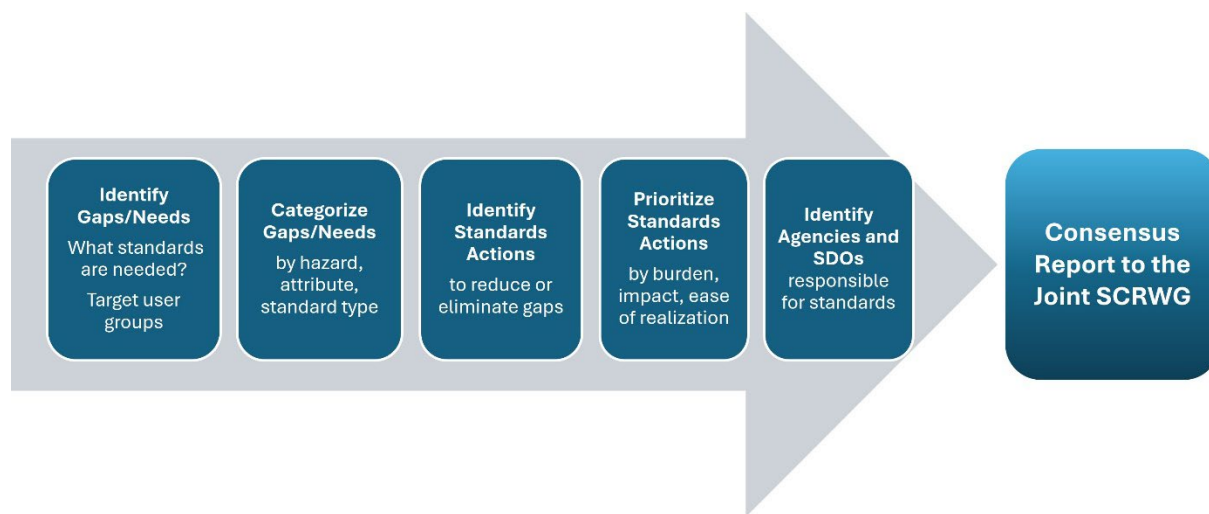 Identify
Gaps/Needs
What standards
are needed?
Target user
groups
Categorize
Gaps/Needs
by hazard,
attribute,
standard type
Identify
Standards
Actions
to reduce or
eliminate gaps
Prioritize
Standards
Actions
by burden,
impact, ease
of realization
Identify
Agencies and
SDOs
responsible
for standards
Consensus
Report to the
Joint SCRWG